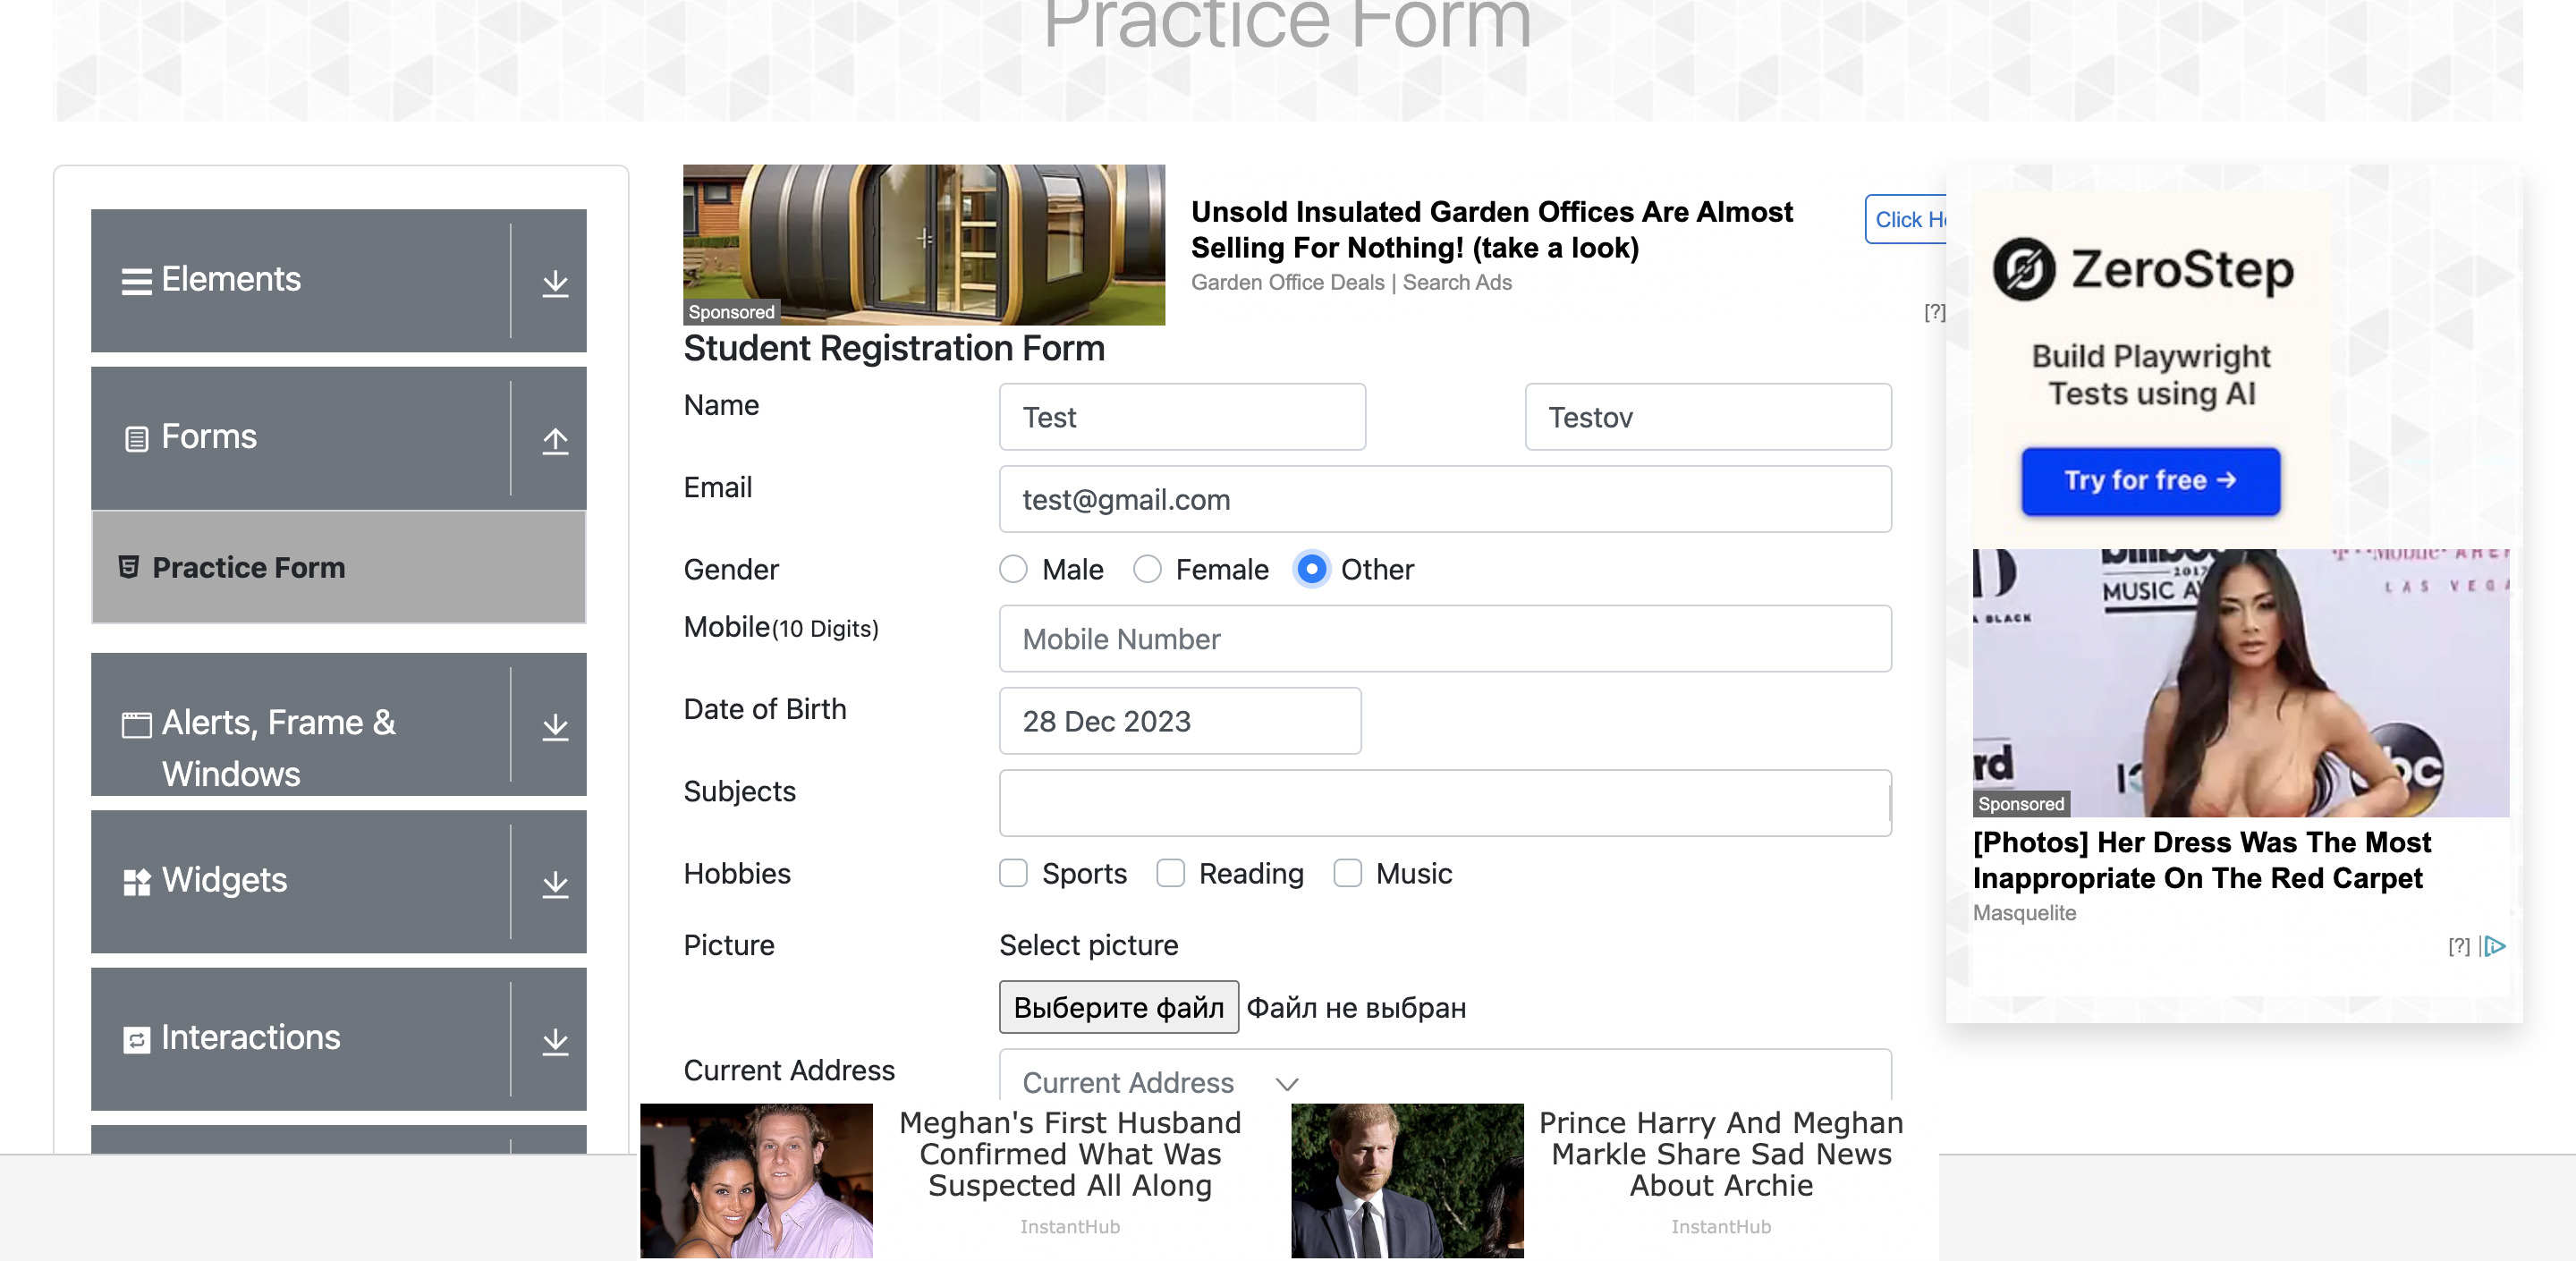 Practice Form
Elements
Forms
Practice Form
Alerts, Frame &
Windows
Widgets
Interactions
Sponsored
Unsold Insulated Garden Offices Are Almost
Selling For Nothing! (take a look)
Garden Office Deals | Search Ads
Click
[?]
Student Registration Form
Name
Test
Testov
Email
test@gmail.com
Gender
Male
Female
Other
Mobile(10 Digits)
Mobile Number
Date of Birth
28 Dec 2023
Subjects
Hobbies
Sports
Reading
Music
Picture
Select picture
Выберите файл Файл не выбран
Current Address
Current Address
Meghan's First Husband
Confirmed What Was
Suspected All Along
InstantHub
Prince Harry And Meghan
Markle Share Sad News
About Archie
InstantHub
ZeroStep
Build Playwright
Tests using AI
Try for free →
2017
MUSIC
LAS
BLACK
Sponsored
[Photos] Her Dress Was The Most
Inappropriate On The Red Carpet
Masquelite
[?]